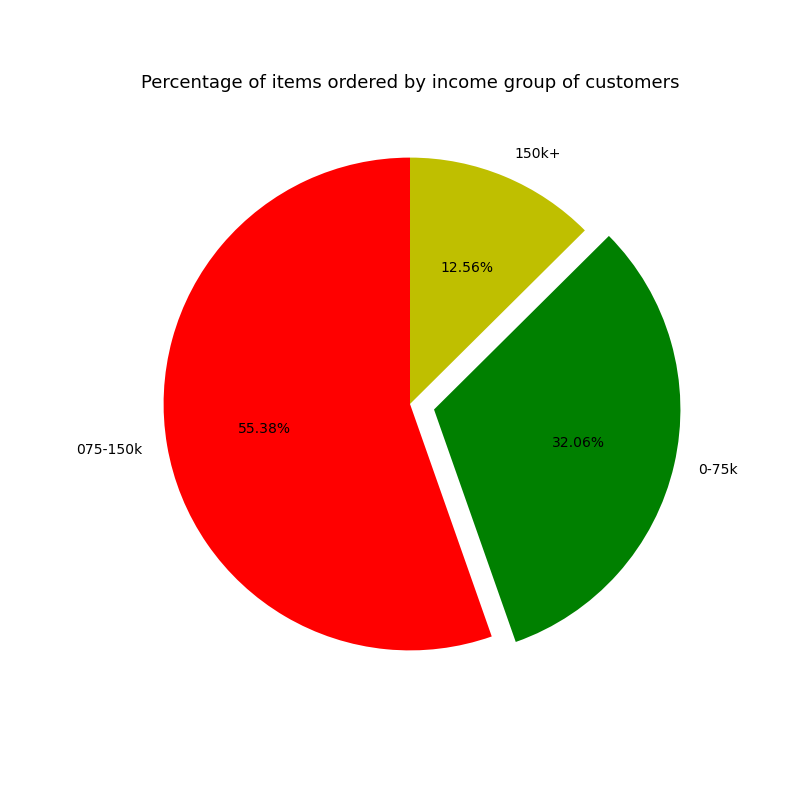 Percentage of items ordered by income group of customers
150k+
12.56%
55.38%
075-150k
32.06%
0-75k